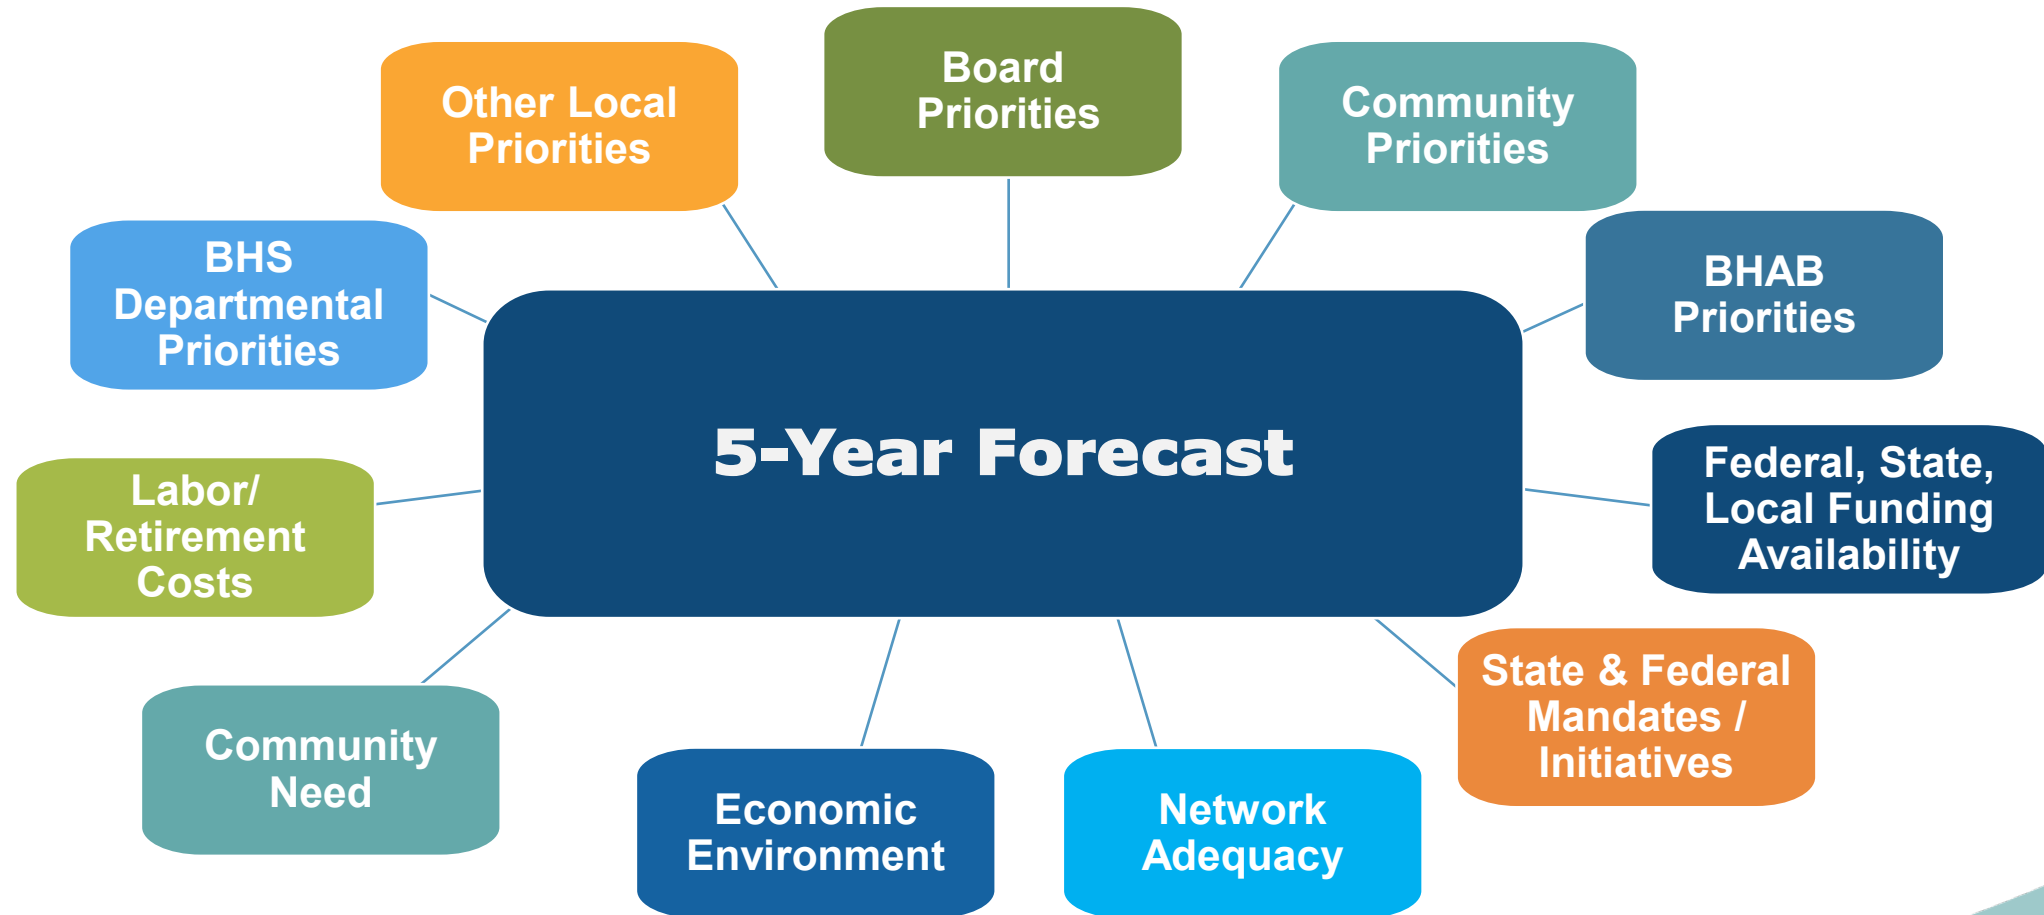 Board
Priorities
Other Local
Priorities
Community
Priorities
BHS
Departmental
Priorities
BHAB
Priorities
5-Year Forecast
Labor/
Retirement
Costs
Federal, State,
Local Funding
Availability
Community
Need
State & Federal
Mandates /
Initiatives
Economic
Environment
Network
Adequacy